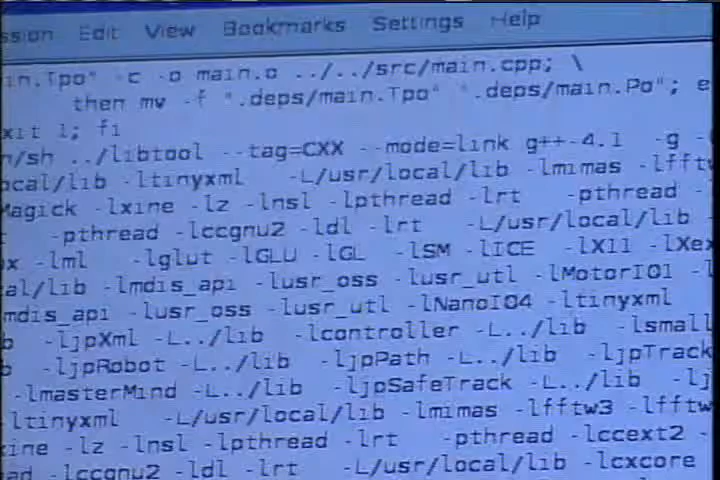 ssion Edit View Bookmarks Settings Help
in.Tpo" -c -o main.o ../../src/main.cpp; \
then mv -f ".deps/main.Tpo" ".deps/main.Po"; e
xit 1; fi
n/sh ../libtool --tag=CXX --mode=link g++-4.1 -g -
ocal/lib -ltinyxml -L/usr/local/lib -lmimas -lfftw
Magick -lxine -lz -lnsl -lpthread -lrt -pthread -
t -pthread -lccgnu2 -ldl -lrt -L/usr/local/lib -
ox -lml -lglut -lGLU -lGL -lSM -lICE -lX11 -lXex
al/lib -lmdis_api -lusr_oss -lusr_utl -lMotorIO1 -l
mdis_api -lusr_oss -lusr_utl -lNanoIO4 -ltinyxml
b -ljpXml -L../lib -lcontroller -L../lib -lsmall
b -ljpRobot -L../lib -ljpPath -L../lib -ljpTrack
-lmasterMind -L../lib -ljpSafeTrack -L../lib -lj
-ltinyxml -L/usr/local/lib -lmimas -lfftw3 -lfftw
xine -lz -lnsl -lpthread -lrt -pthread -lccext2 -
ad -lccgnu2 -ldl -lrt -L/usr/local/lib -lcxcore